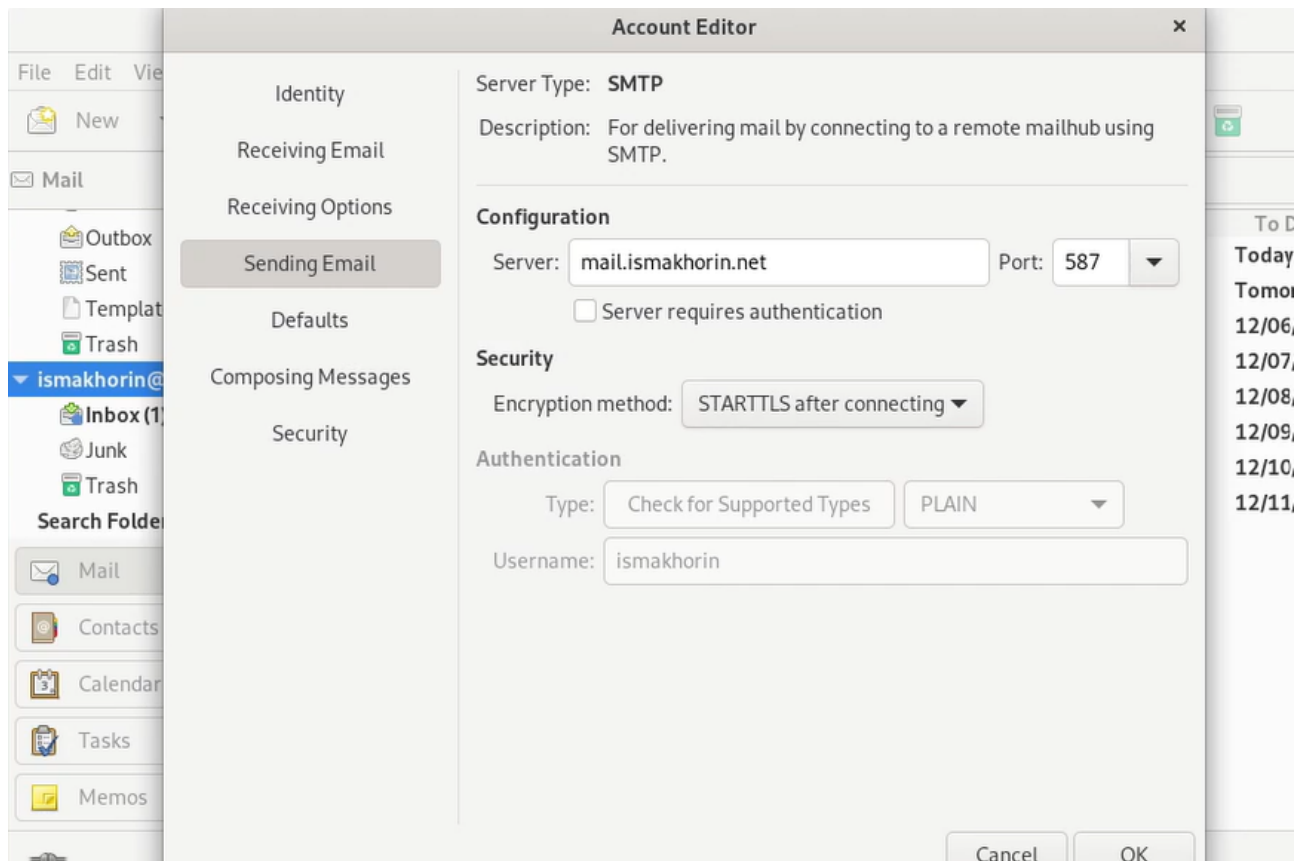 Account Editor
File Edit Vie
New
Mail
Outbox
Sent
Templat
Trash
ismakhorin@
Inbox (1)
Junk
Trash
Search Folde
Mail
Contacts
Calendar
Tasks
Memos
Identity
Receiving Email
Receiving Options
Sending Email
Defaults
Composing Messages
Security
Server Type: SMTP
Description: For delivering mail by connecting to a remote mailhub using
SMTP.
Configuration
Server: mail.ismakhorin.net Port: 587
Server requires authentication
Security
Encryption method: STARTTLS after connecting
Authentication
Type: Check for Supported Types PLAIN
Username: ismakhorin
Cancel OK
To D
Today
Tomor
12/06/
12/07/
12/08/
12/09/
12/10/
12/11/